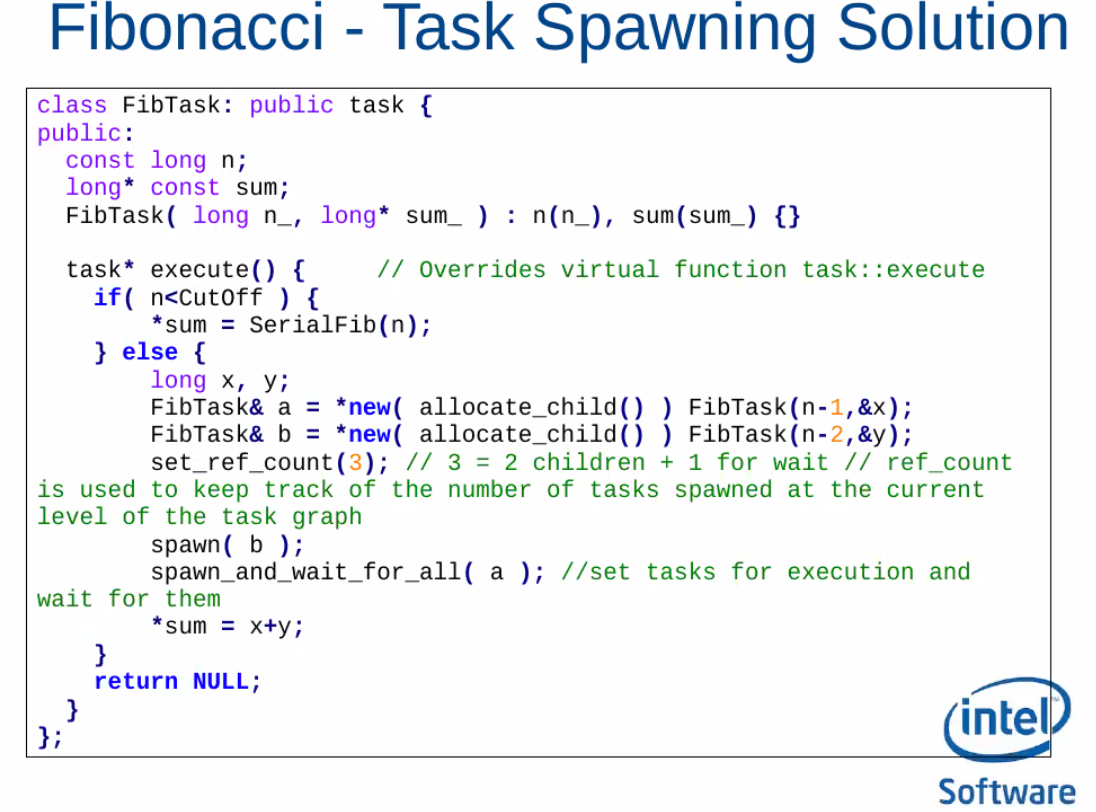 Fibonacci - Task Spawning Solution
class FibTask: public task {
public:
  const long n;
  long* const sum;
  FibTask( long n_, long* sum_ ) : n(n_), sum(sum_) {}

  task* execute() {     // Overrides virtual function task::execute
    if( n<CutOff ) {
        *sum = SerialFib(n);
    } else {
        long x, y;
        FibTask& a = *new( allocate_child() ) FibTask(n-1,&x);
        FibTask& b = *new( allocate_child() ) FibTask(n-2,&y);
        set_ref_count(3); // 3 = 2 children + 1 for wait // ref_count
is used to keep track of the number of tasks spawned at the current
level of the task graph
        spawn( b );
        spawn_and_wait_for_all( a ); //set tasks for execution and
wait for them
        *sum = x+y;
    }
    return NULL;
  }
};
intel™
Software